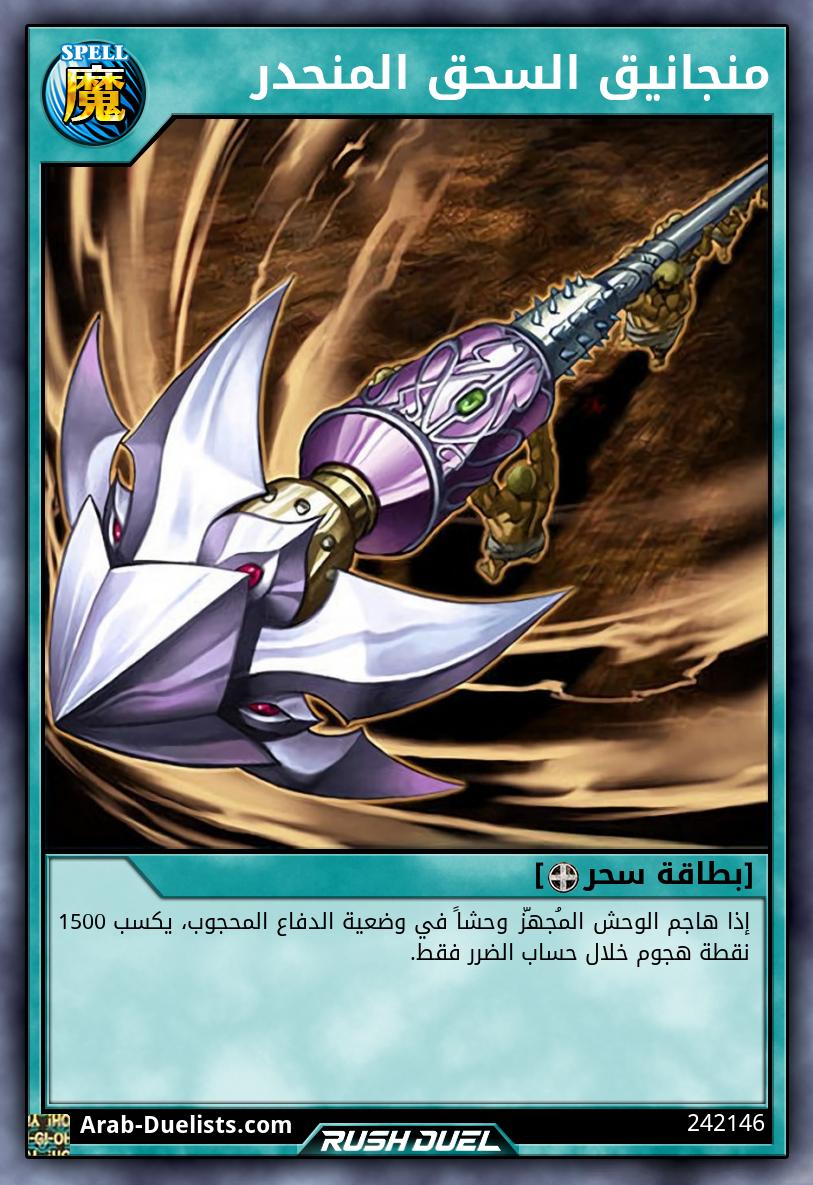 SPELL
魔
منجانيق السحق المنحدر
[بطاقة سحر]
إذا هاجم الوحش المُجهزّ وحشاً في وضعية الدفاع المحجوب، يكسب 1500
نقطة هجوم خلال حساب الضرر فقط.
Arab-Duelists.com
RUSH DUEL
242146